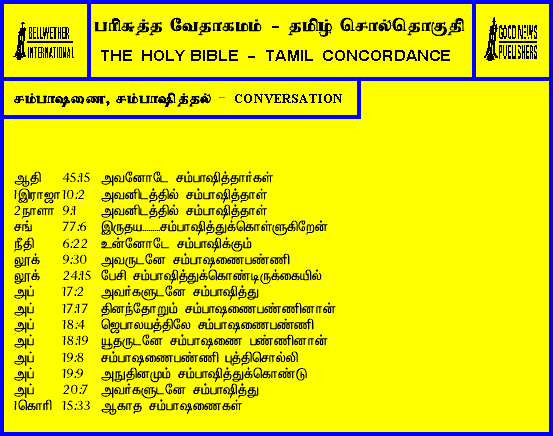 BELLWETHER
INTERNATIONAL
பரிசுத்த வேதாகமம் - தமிழ் சொல்தொகுதி
THE HOLY BIBLE - TAMIL CONCORDANCE
GOOD NEWS
PUBLISHERS
சம்பாஷணை, சம்பாஷித்தல் - CONVERSATION
ஆதி 45:15 அவனோடே சம்பாஷித்தார்கள்
1இராஜா 10:2 அவனிடத்தில் சம்பாஷித்தாள்
2நாளா 9:1 அவனிடத்தில் சம்பாஷித்தாள்
சங் 77:6 இருதய.........சம்பாஷித்துக்கொள்ளுகிறேன்
நீதி 6:22 உன்னோடே சம்பாஷிக்கும்
லூக் 9:30 அவருடனே சம்பாஷணைபண்ணி
லூக் 24:15 பேசி சம்பாஷித்துக்கொண்டிருக்கையில்
அப் 17:2 அவர்களுடனே சம்பாஷித்து
அப் 17:17 தினந்தோறும் சம்பாஷணைபண்ணினான்
அப் 18:4 ஜெபாலயத்திலே சம்பாஷணைபண்ணி
அப் 18:19 யூதருடனே சம்பாஷணை பண்ணினான்
அப் 19:8 சம்பாஷணைபண்ணி புத்திசொல்லி
அப் 19:9 அநுதினமும் சம்பாஷித்துக்கொண்டு
அப் 20:7 அவர்களுடனே சம்பாஷித்து
1கொரி 15:33 ஆகாத சம்பாஷணைகள்